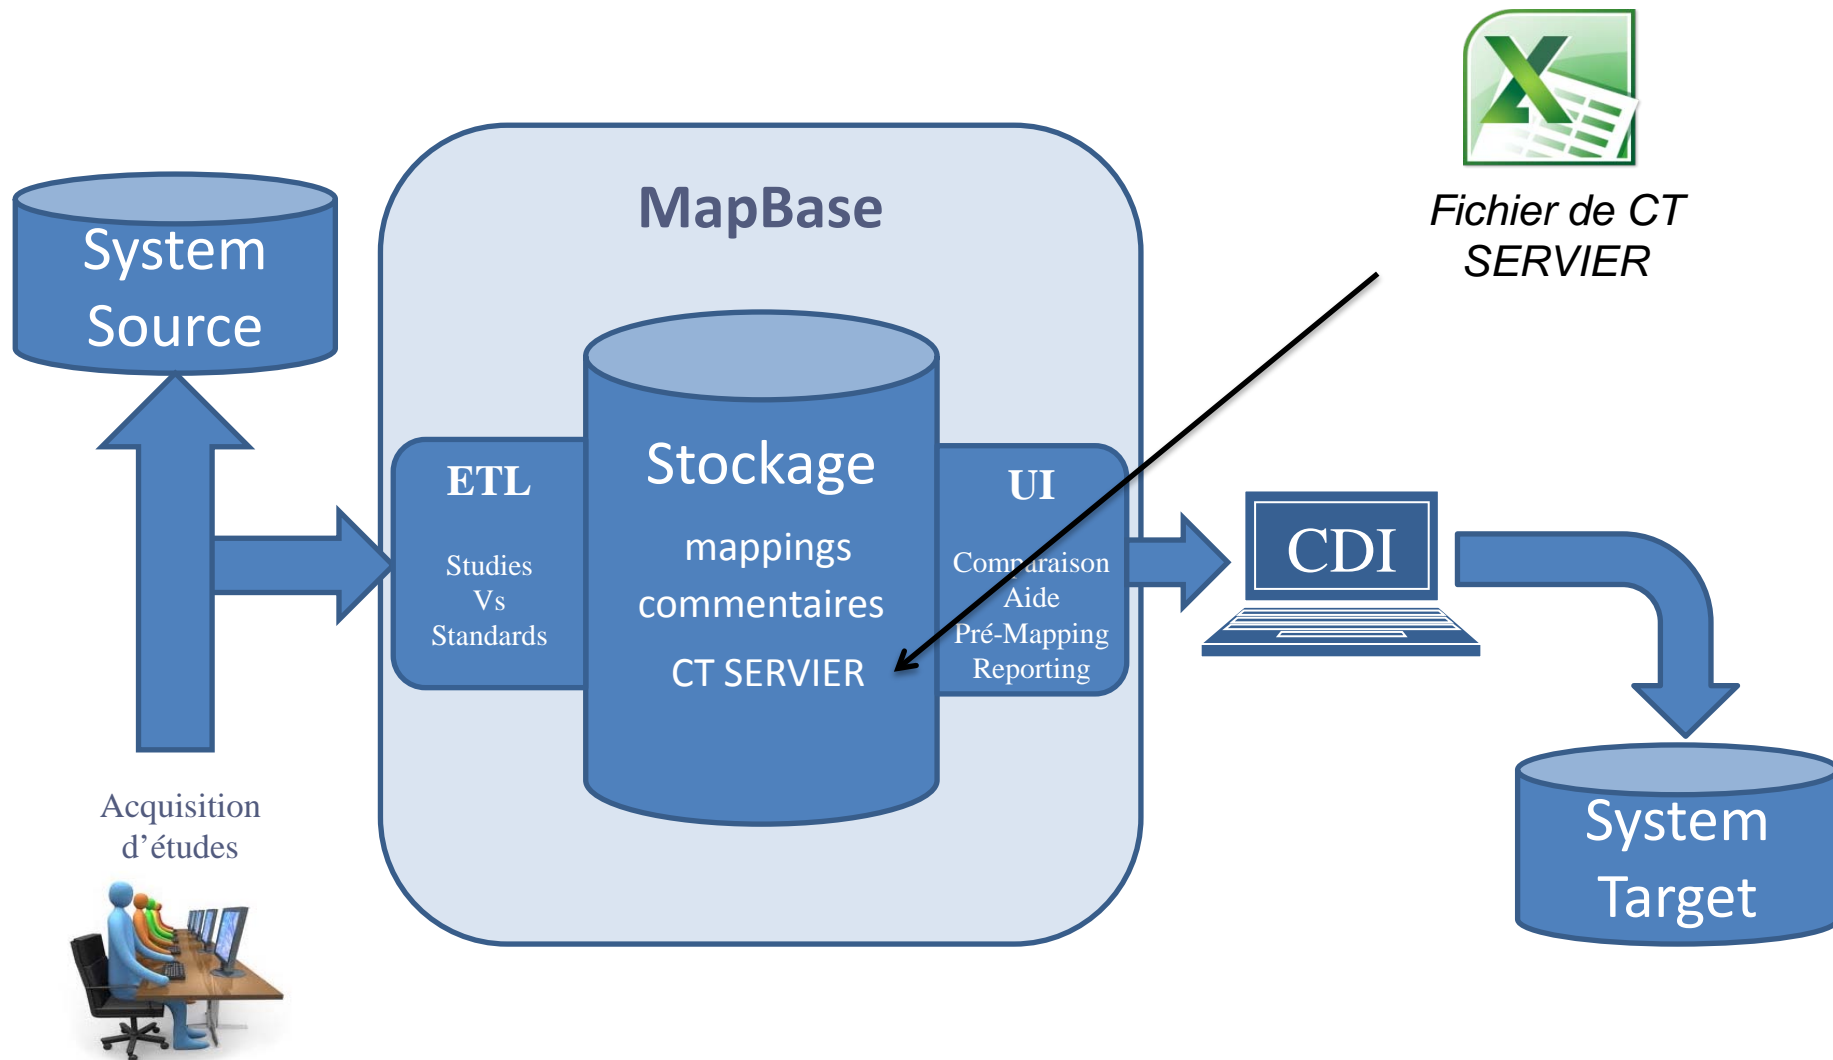 Fichier de CT
SERVIER
MapBase
System
Source
Stockage
mappings
commentaires
CT SERVIER
ETL
Studies
Vs
Standards
UI
Comparaison
Aide
Pré-Mapping
Reporting
CDI
Acquisition
d’études
System
Target